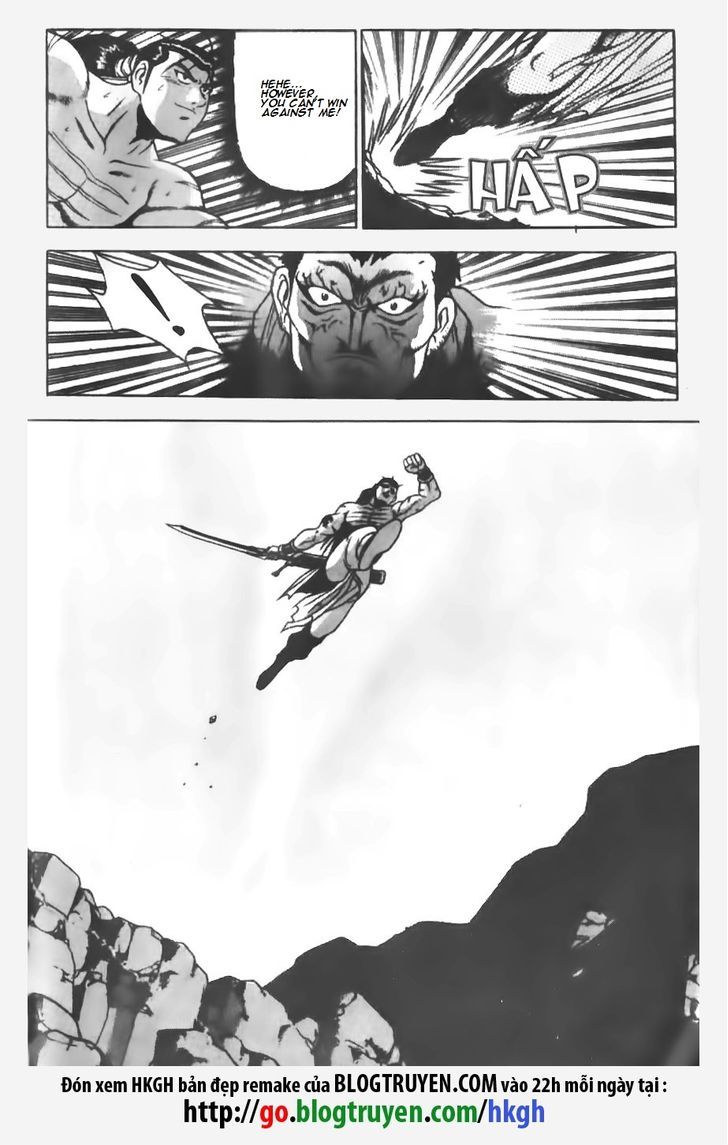 HEHE...
HOWEVER,
YOU CAN'T WIN
AGAINST ME!
HẤP
!
Đón xem HKGH bản đẹp remake của BLOGTRUYEN.COM vào 22h mỗi ngày tại :
http://go.blogtruyen.com/hkgh